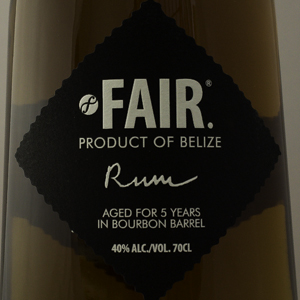 FAIR.®
PRODUCT OF BELIZE
Rum
AGED FOR 5 YEARS
IN BOURBON BARREL
40% ALC./VOL. 70CL